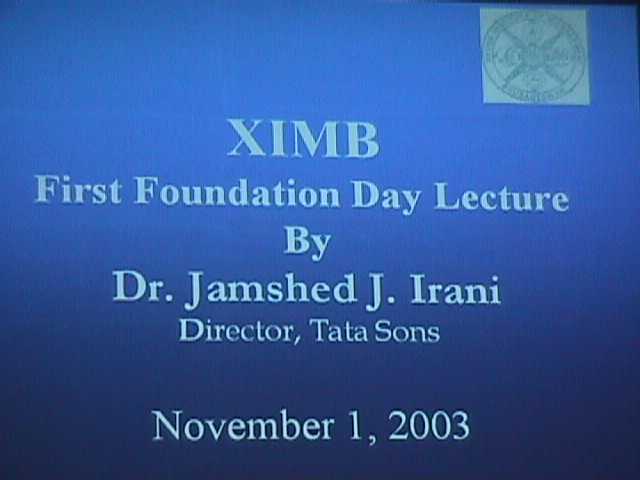 XIMB
First Foundation Day Lecture
By
Dr. Jamshed J. Irani
Director, Tata Sons
November 1, 2003